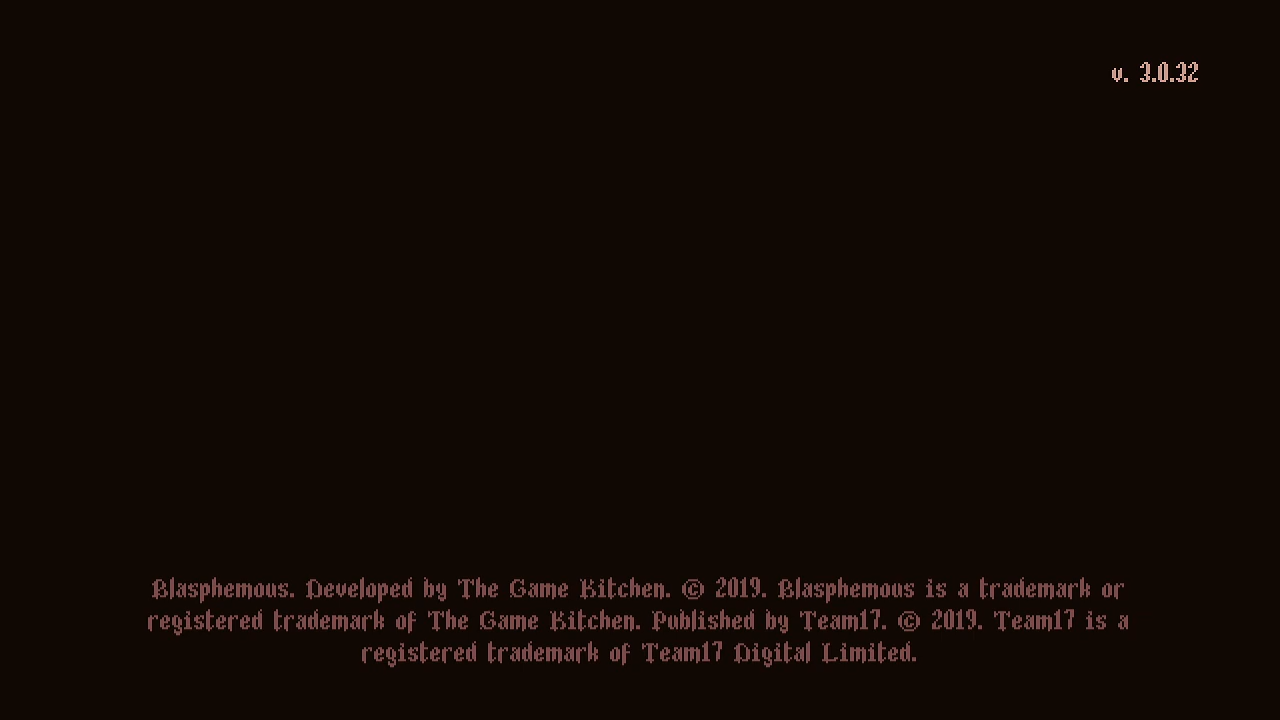 v. 3.0.32
Blasphemous. Developed by The Game Kitchen. © 2019. Blasphemous is a trademark or
registered trademark of The Game Kitchen. Published by Team17. © 2019. Team17 is a
registered trademark of Team17 Digital Limited.